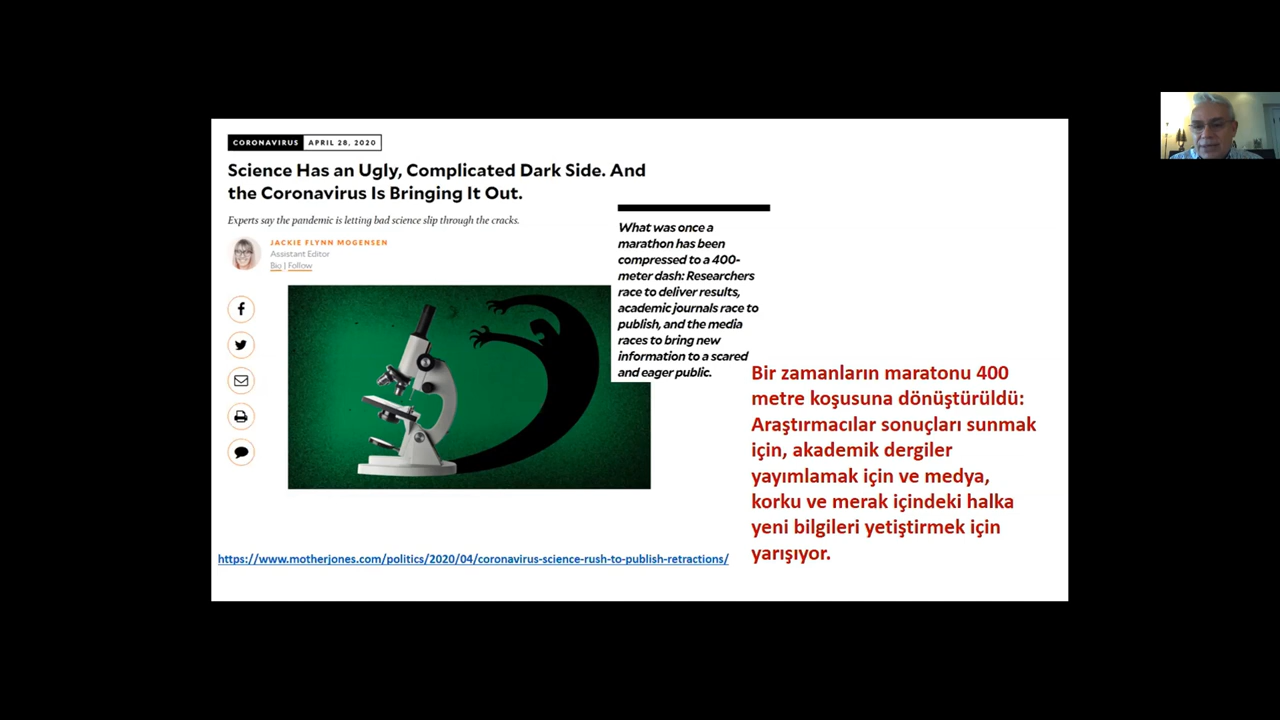 CORONAVIRUS APRIL 28, 2020
Science Has an Ugly, Complicated Dark Side. And
the Coronavirus Is Bringing It Out.
Experts say the pandemic is letting bad science slip through the cracks.
JACKIE FLYNN MOGENSEN
Assistant Editor
Bio | Follow
What was once a
marathon has been
compressed to a 400-
meter dash: Researchers
race to deliver results,
academic journals race to
publish, and the media
races to bring new
information to a scared
and eager public.
Bir zamanların maratonu 400
metre koşusuna dönüştürüldü:
Araştırmacılar sonuçları sunmak
için, akademik dergiler
yayımlamak için ve medya,
korku ve merak içindeki halka
yeni bilgileri yetiştirmek için
yarışıyor.
https://www.motherjones.com/politics/2020/04/coronavirus-science-rush-to-publish-retractions/